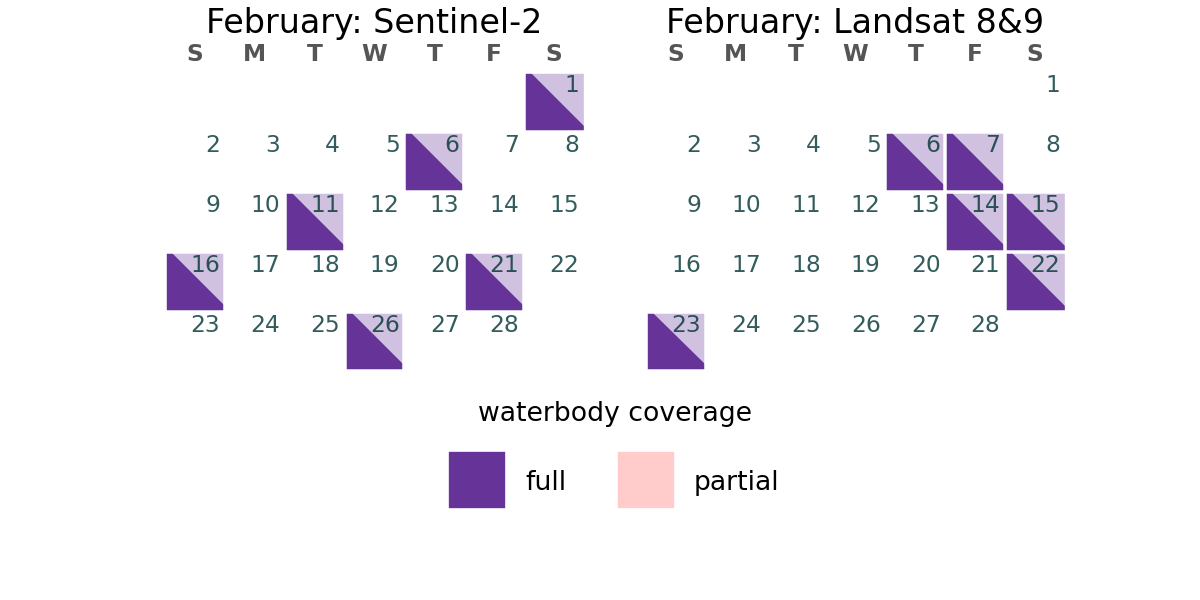 February: Sentinel-2
S M T W T F S
1
2 3 4 5 6 7 8
9 10 11 12 13 14 15
16 17 18 19 20 21 22
23 24 25 26 27 28
February: Landsat 8&9
S M T W T F S
1
2 3 4 5 6 7 8
9 10 11 12 13 14 15
16 17 18 19 20 21 22
23 24 25 26 27 28
waterbody coverage
full partial